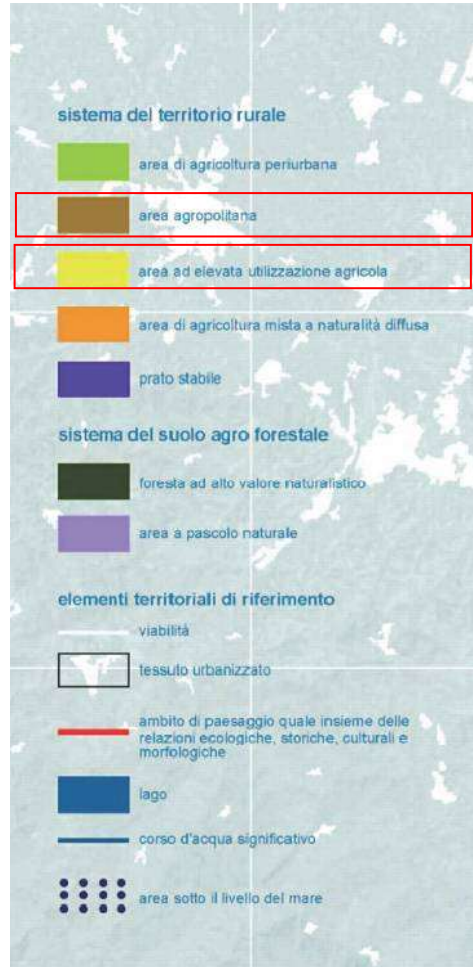 sistema del territorio rurale
area di agricoltura periurbana
area agropolitana
area ad elevata utilizzazione agricola
area di agricoltura mista a naturalità diffusa
prato stabile
sistema del suolo agro forestale
foresta ad alto valore naturalistico
area a pascolo naturale
elementi territoriali di riferimento
viabilità
tessuto urbanizzato
ambito di paesaggio quale insieme delle
relazioni ecologiche, storiche, culturali e
morfologiche
lago
corso d'acqua significativo
area sotto il livello del mare